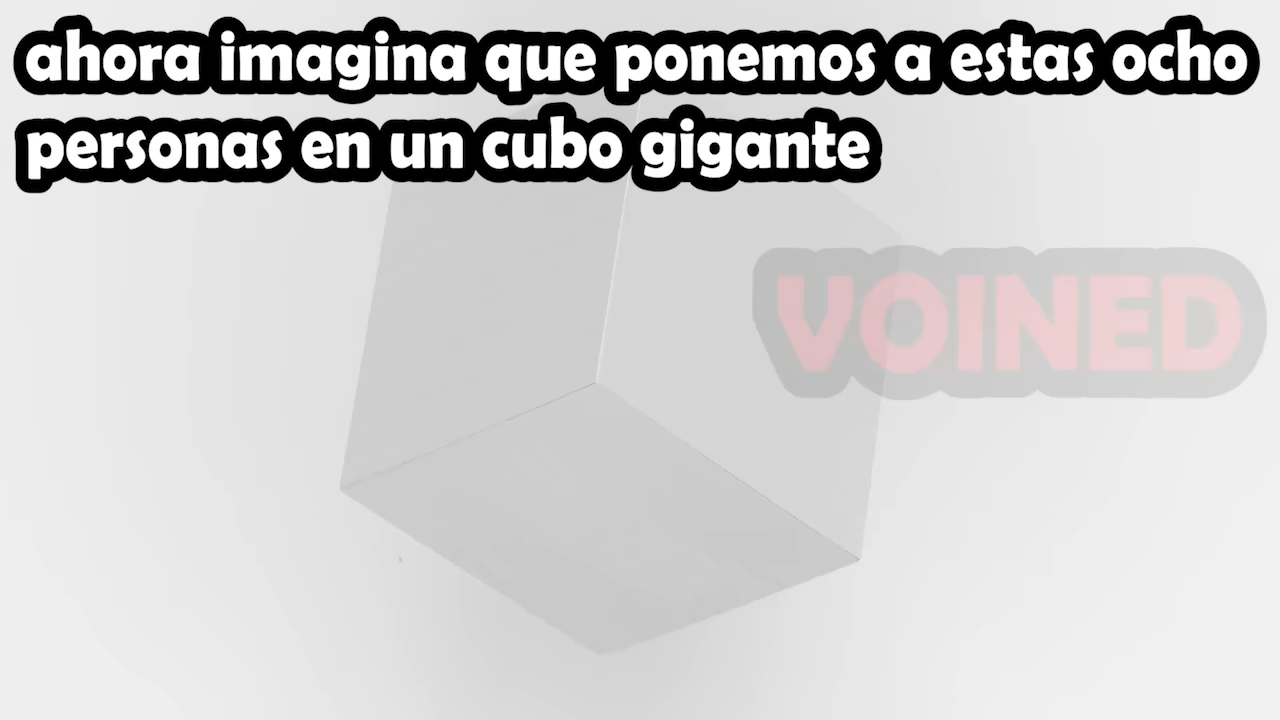 ahora imagina que ponemos a estas ocho
personas en un cubo gigante
VOINED